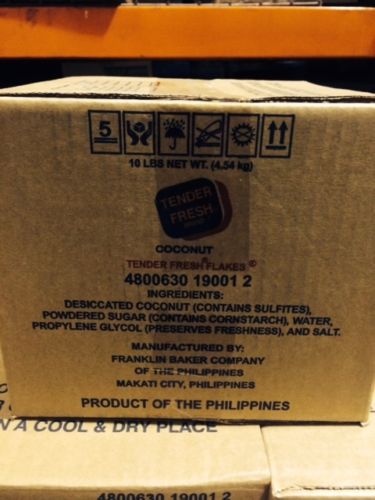 5
10 LBS NET WT. (4.54 kg)
TENDER
FRESH
COCONUT
TENDER FRESH® FLAKES ©
4800630 19001 2
INGREDIENTS:
DESICCATED COCONUT (CONTAINS SULFITES),
POWDERED SUGAR (CONTAINS CORNSTARCH), WATER,
PROPYLENE GLYCOL (PRESERVES FRESHNESS), AND SALT.
MANUFACTURED BY:
FRANKLIN BAKER COMPANY
OF THE PHILIPPINES
MAKATI CITY, PHILIPPINES
PRODUCT OF THE PHILIPPINES
N A COOL & DRY PLACE
4800630 19001 2